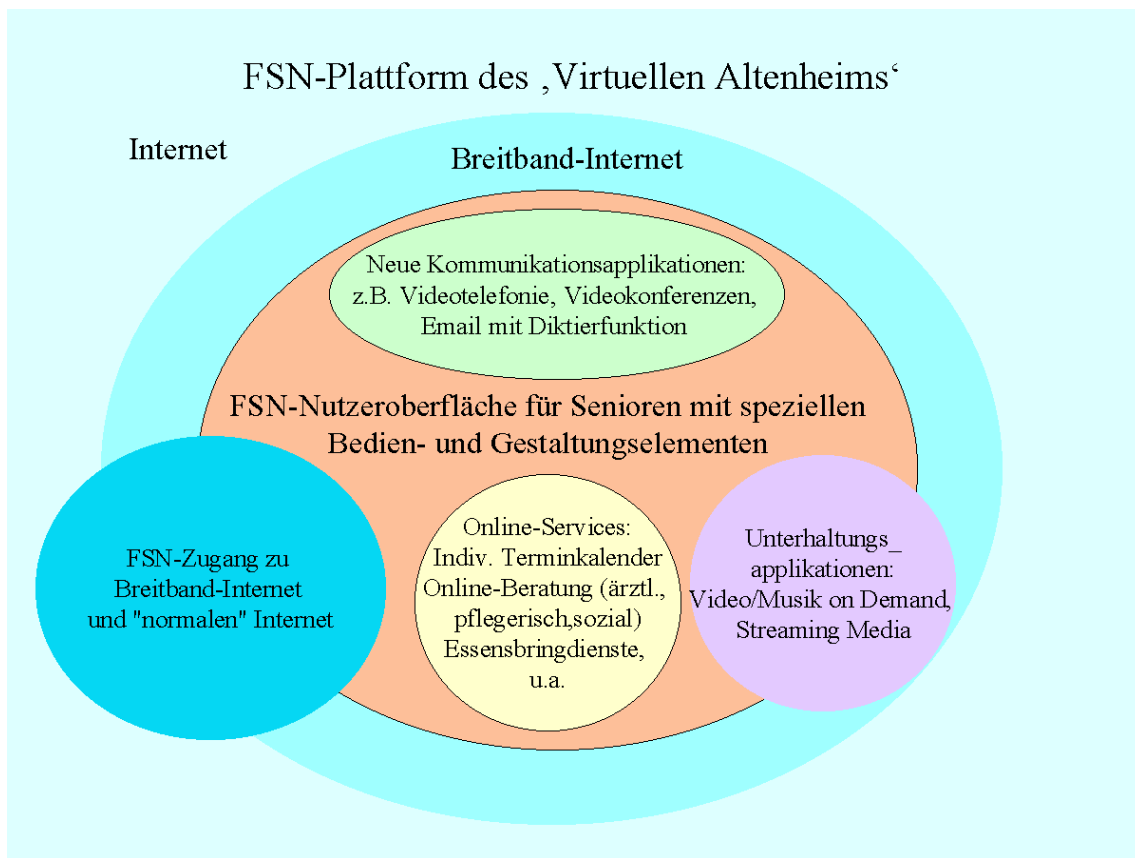 FSN-Plattform des ‚Virtuellen Altenheims‘
Internet
Breitband-Internet
Neue Kommunikationsapplikationen:
z.B. Videotelefonie, Videokonferenzen,
Email mit Diktierfunktion
FSN-Nutzeroberfläche für Senioren mit speziellen
Bedien- und Gestaltungselementen
FSN-Zugang zu
Breitband-Internet
und "normalen" Internet
Online-Services:
Indiv. Terminkalender
Online-Beratung (ärztl.,
pflegerisch,sozial)
Essensbringdienste,
u.a.
Unterhaltungs_
applikationen:
Video/Musik on Demand,
Streaming Media